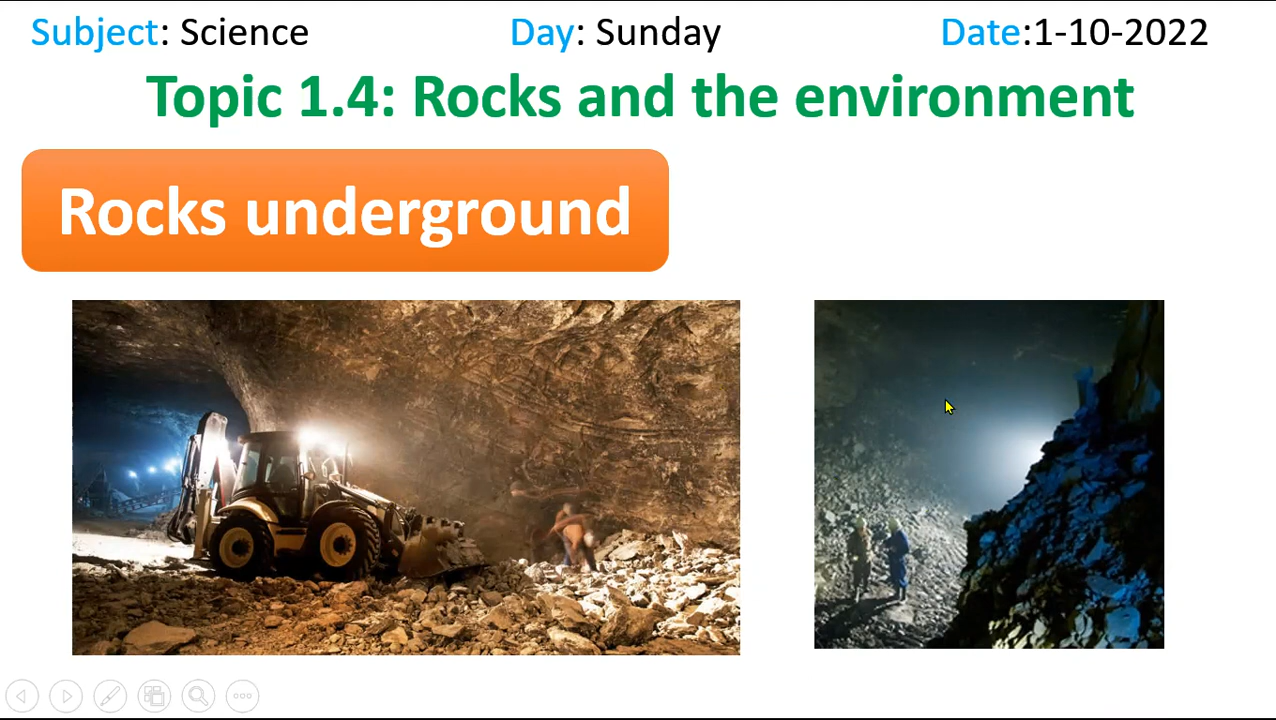 Subject: Science Day: Sunday Date:1-10-2022
Topic 1.4: Rocks and the environment
Rocks underground